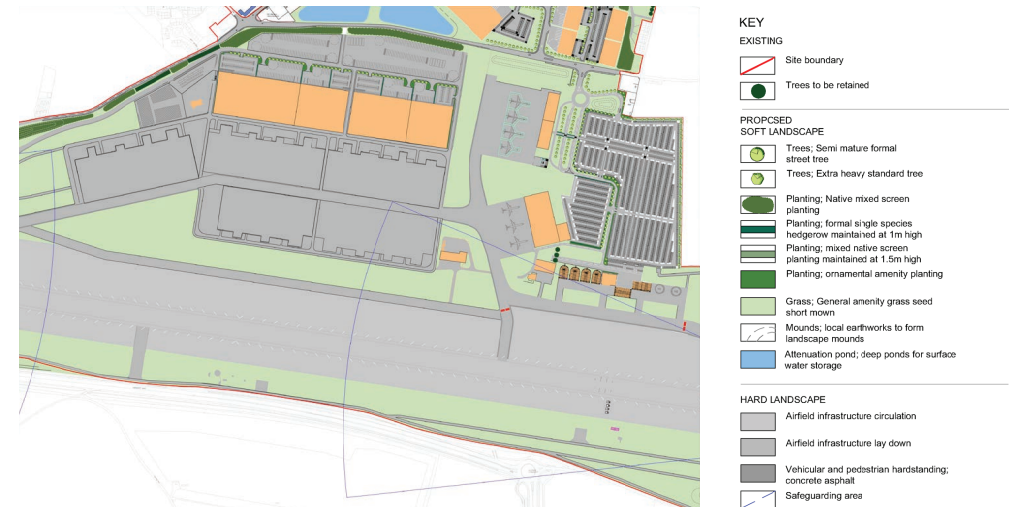 KEY
EXISTING
Site boundary
Trees to be retained
PROPCSED
SOFT LANDSCAPE
Trees; Semi mature formal
street tree
Trees; Extra heavy standard tree
Planting; Native mixed screen
planting
Planting; formal single species
hedgerow maintained at 1m high
Planting; mixed native screen
planting maintained at 1.5m high
Planting; ornamental amenity planting
Grass; General amenity grass seed
short mown
Mounds; local earthworks to form
landscape mounds
Attenuation pond; deep ponds for surface
water storage
HARD LANDSCAPE
Airfield infrastructure circulation
Airfield infrastructure lay down
Vehicular and pedestrian hardstanding;
concrete asphalt
Safeguarding area